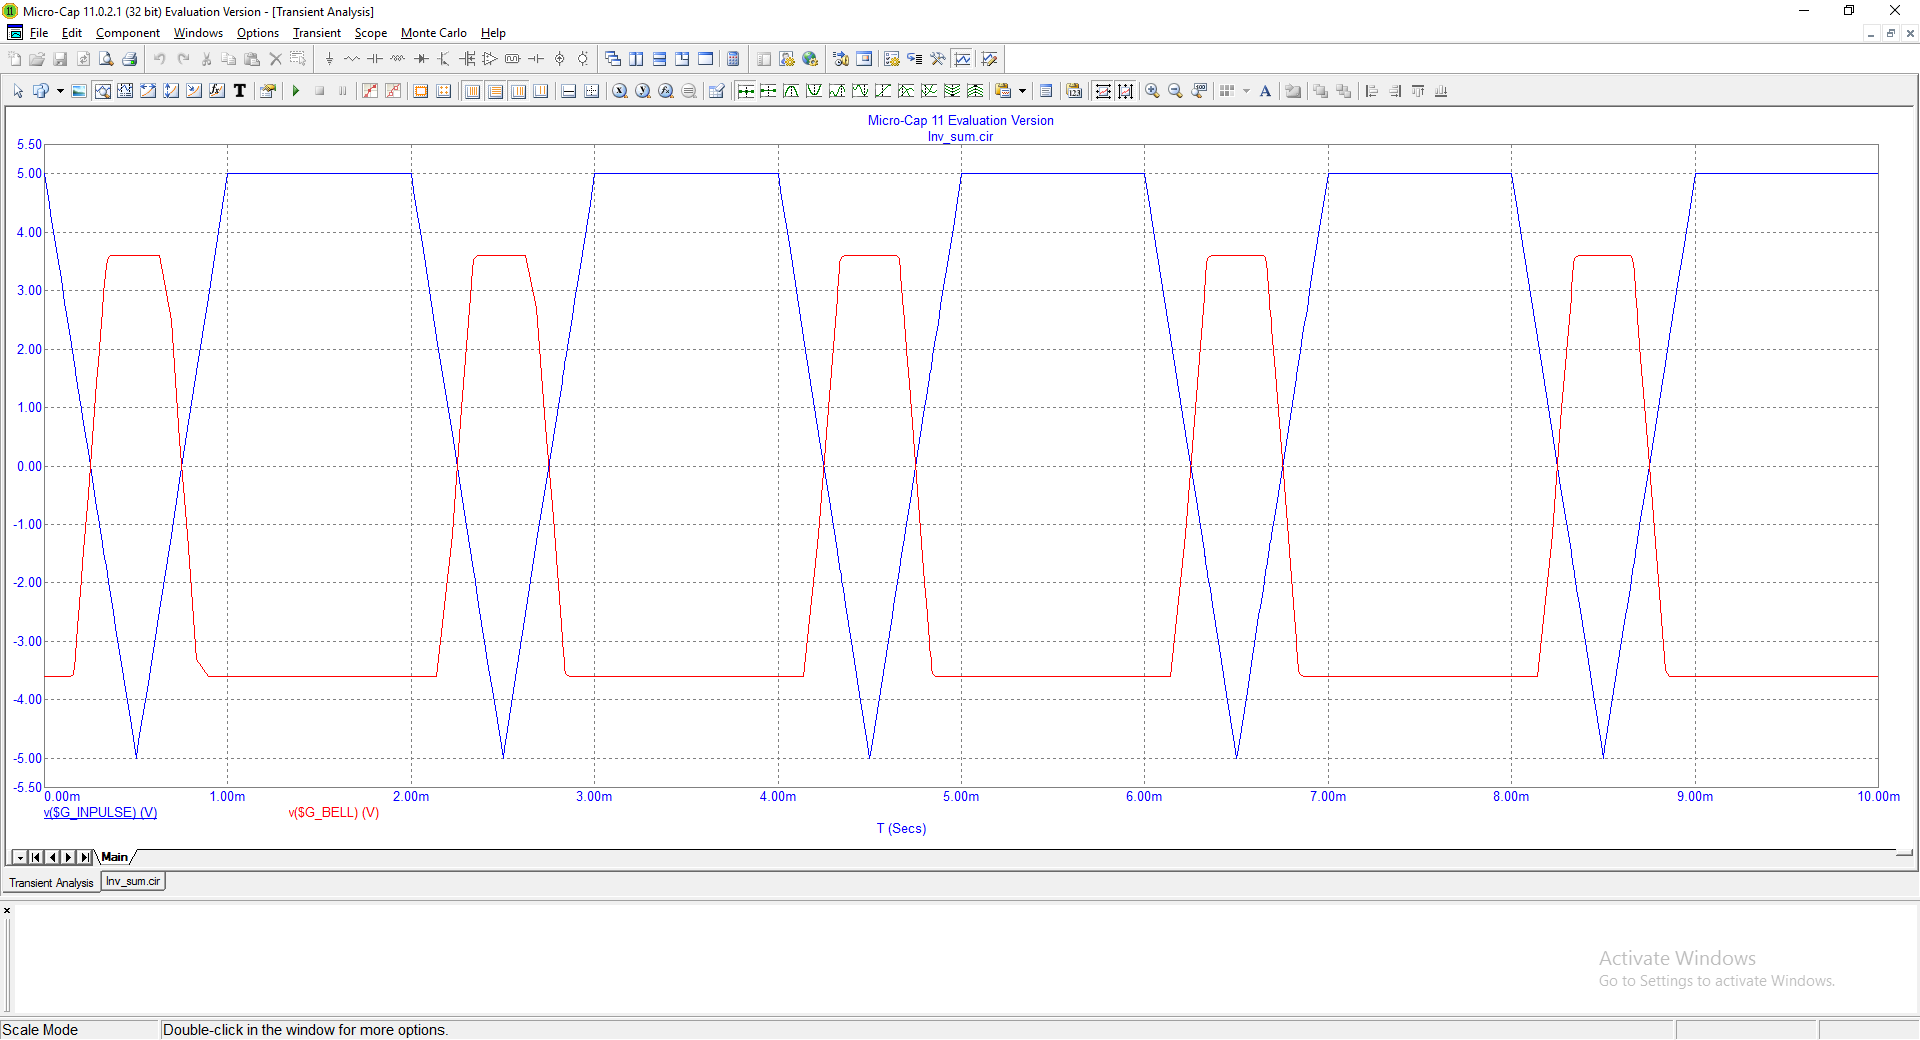 Micro-Cap 11.0.2.1 (32 bit) Evaluation Version - [Transient Analysis]
File Edit Component Windows Options Transient Scope Monte Carlo Help
Micro-Cap 11 Evaluation Version
Inv_sum.cir
5.50
5.00
4.00
3.00
2.00
1.00
0.00
-1.00
-2.00
-3.00
-4.00
-5.00
-5.50
0.00m 1.00m 2.00m 3.00m 4.00m 5.00m 6.00m 7.00m 8.00m 9.00m 10.00m
v($G_INPULSE) (V) v($G_BELL) (V)
T (Secs)
Main
Transient Analysis Inv_sum.cir
Activate Windows
Go to Settings to activate Windows.
Scale Mode Double-click in the window for more options.